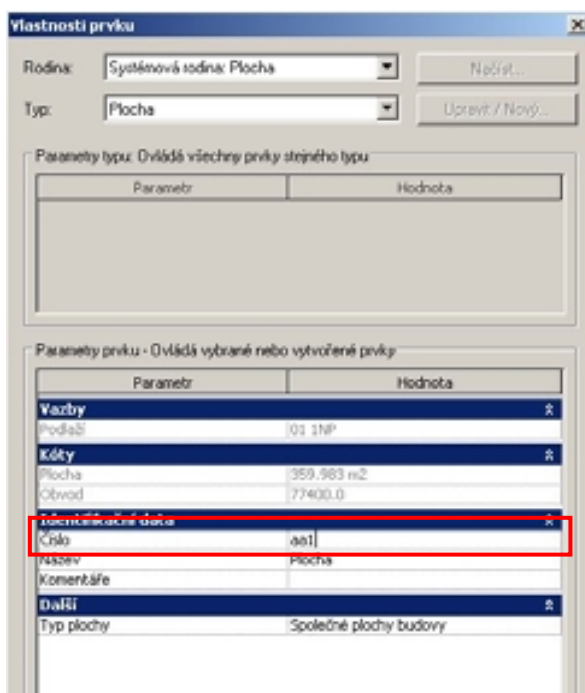 Vlastnosti prvku
Rodina: Systémová rodina: Plocha Načíst...
Typ: Plocha Upravit / Nový...
Parametry typu: Ovládá všechny prvky stejného typu
Parametr Hodnota
Parametry prvku - Ovládá vybrané nebo vytvořené prvky
Parametr Hodnota
Vazby
Podlaží 01 1NP
Kóty
Plocha 359.983 m2
Obvod 77400.0
Identifikační data
Číslo aa1
Název Plocha
Komentáře
Další
Typ plochy Společné plochy budovy